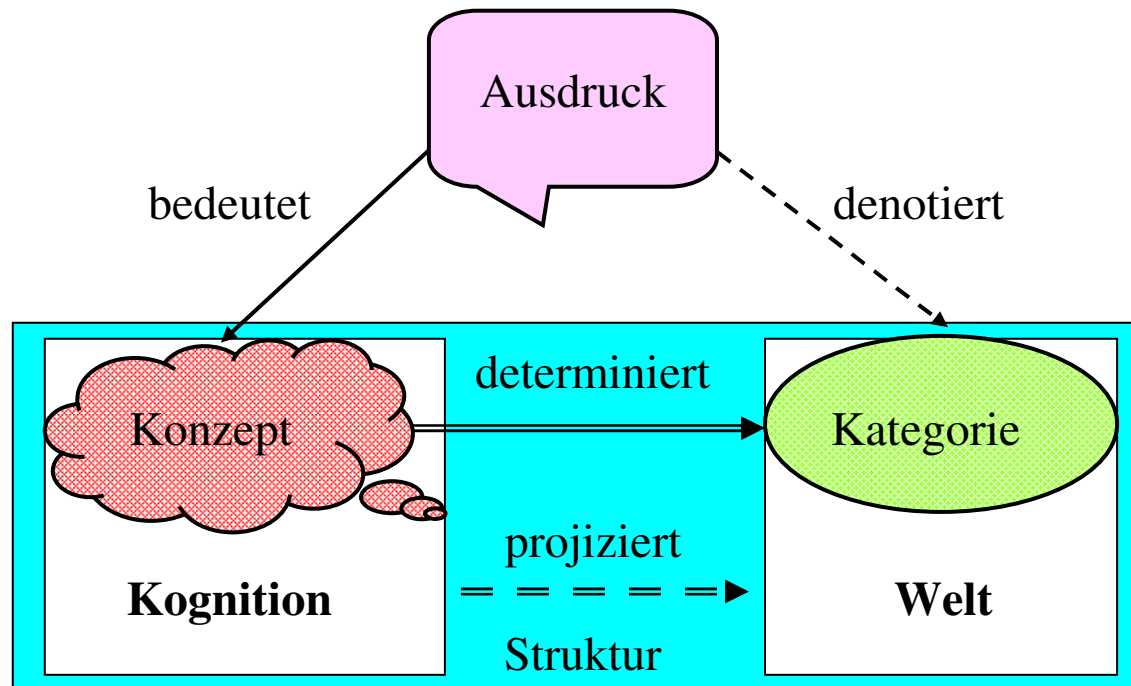 Ausdruck
bedeutet
denotiert
determiniert
Konzept
Kategorie
projiziert
Kognition
Welt
Struktur